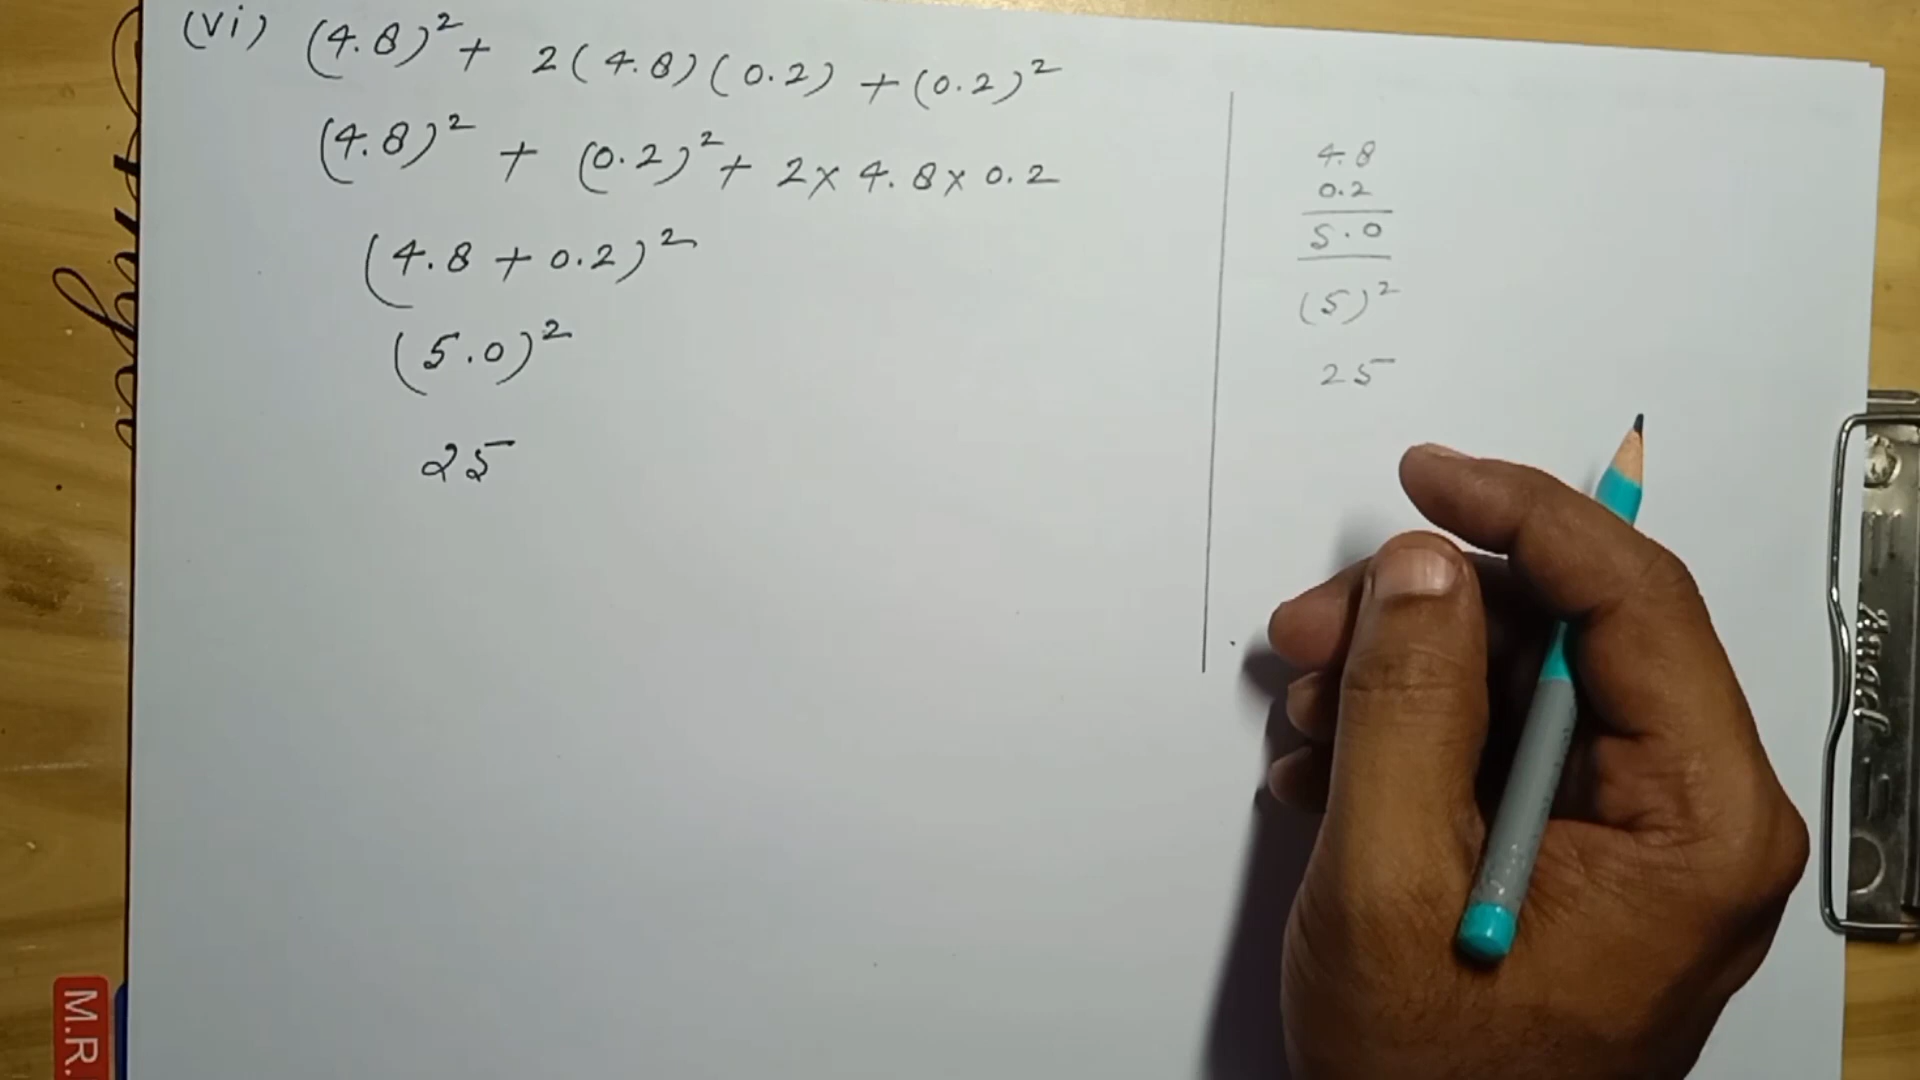 (vi) (4.8)² + 2(4.8)(0.2) + (0.2)²
(4.8)² + (0.2)² + 2 × 4.8 × 0.2
(4.8 + 0.2)²
(5.0)²
25
4.8
0.2
5.0
(5)²
25
M.R.